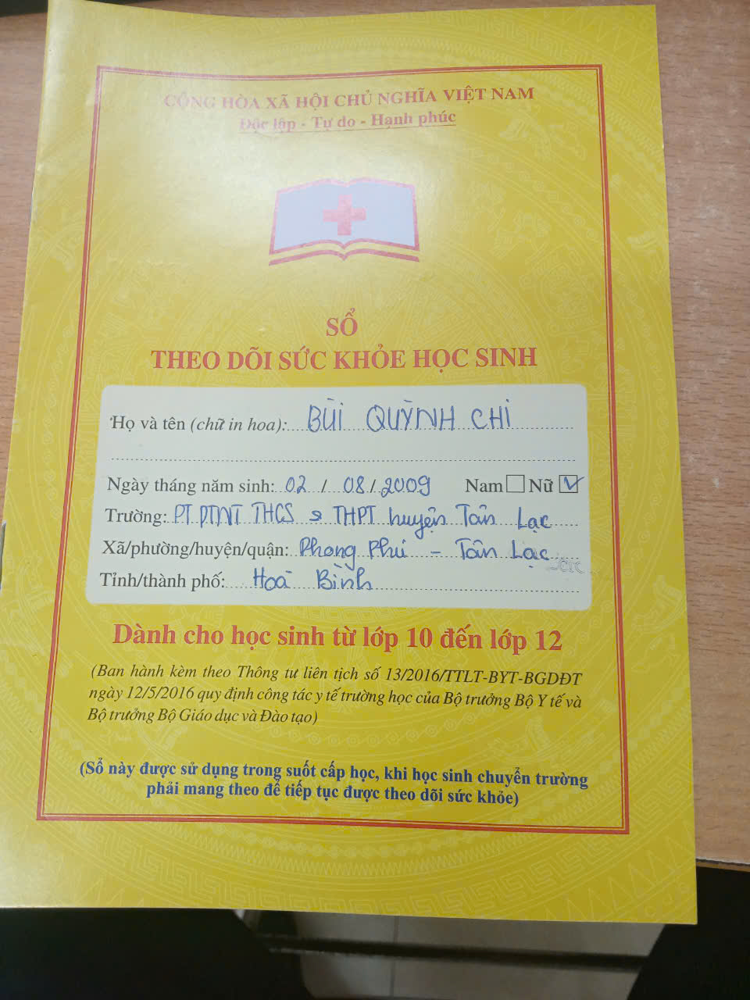 CỘNG HÒA XÃ HỘI CHỦ NGHĨA VIỆT NAM
Độc lập - Tự do - Hạnh phúc
SỔ
THEO DÕI SỨC KHỎE HỌC SINH
Họ và tên (chữ in hoa): BÙI QUỲNH CHI
Ngày tháng năm sinh: 02 / 08 / 2009 Nam Nữ
Trường: PT DTNT THCS & THPT huyện Tân Lạc
Xã/phường/huyện/quận: Phong Phú - Tân Lạc
Tỉnh/thành phố: Hoà Bình
Dành cho học sinh từ lớp 10 đến lớp 12
(Ban hành kèm theo Thông tư liên tịch số 13/2016/TTLT-BYT-BGDĐT
ngày 12/5/2016 quy định công tác y tế trường học của Bộ trưởng Bộ Y tế và
Bộ trưởng Bộ Giáo dục và Đào tạo)
(Sổ này được sử dụng trong suốt cấp học, khi học sinh chuyển trường
phải mang theo để tiếp tục được theo dõi sức khỏe)